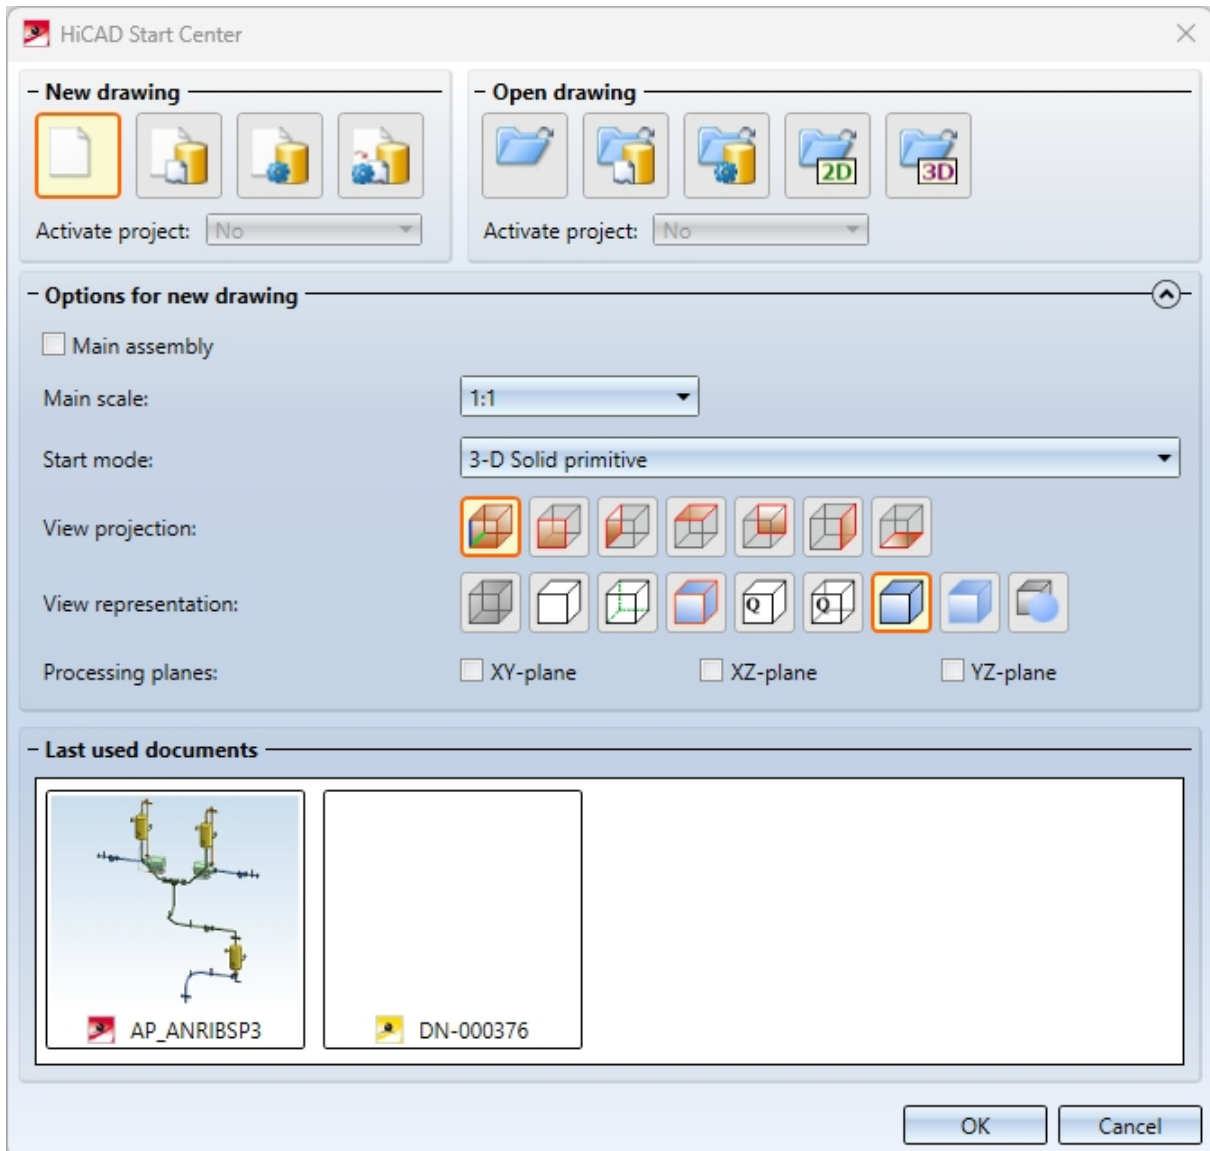 HiCAD Start Center
New drawing
Open drawing
2D
3D
Activate project: No
Activate project: No
Options for new drawing
Main assembly
Main scale: 1:1
Start mode: 3-D Solid primitive
View projection:
View representation:
Q
Q
Processing planes: XY-plane XZ-plane YZ-plane
Last used documents
AP_ANRIBSP3
DN-000376
OK
Cancel